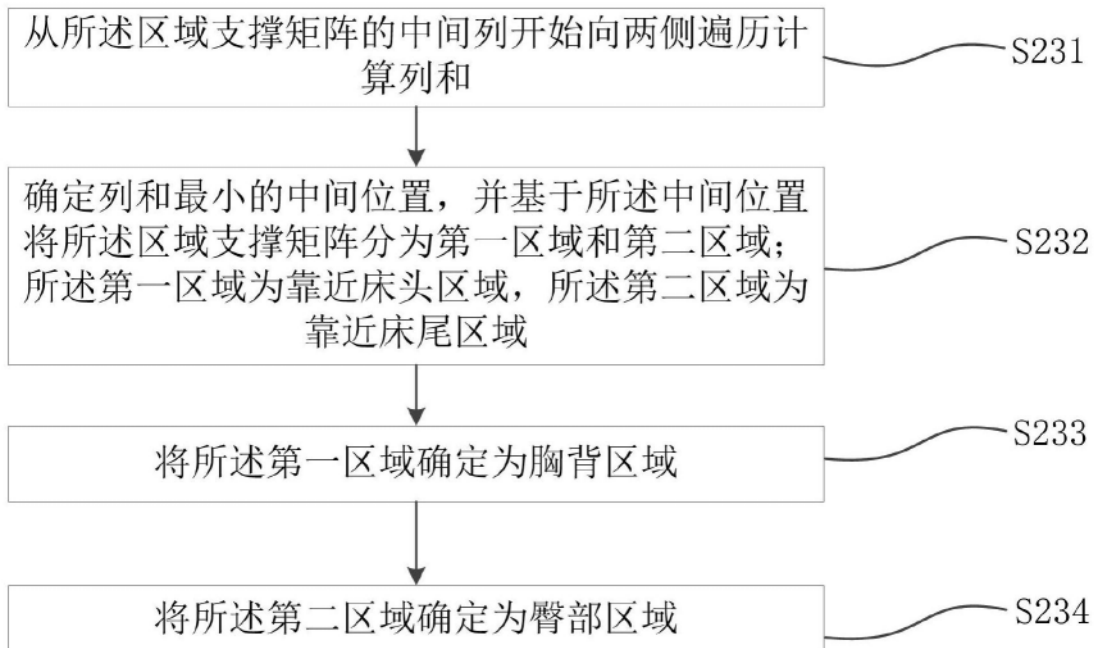 从所述区域支撑矩阵的中间列开始向两侧遍历计
算列和
S231
确定列和最小的中间位置，并基于所述中间位置
将所述区域支撑矩阵分为第一区域和第二区域；
所述第一区域为靠近床头区域，所述第二区域为
靠近床尾区域
S232
将所述第一区域确定为胸背区域
S233
将所述第二区域确定为臀部区域
S234